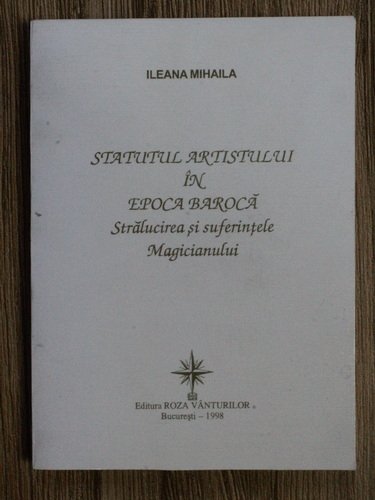 ILEANA MIHAILA
STATUTUL ARTISTULUI
ÎN
EPOCA BAROCĂ
Strălucirea și suferințele
Magicianului
Editura ROZA VÂNTURILOR
București – 1998